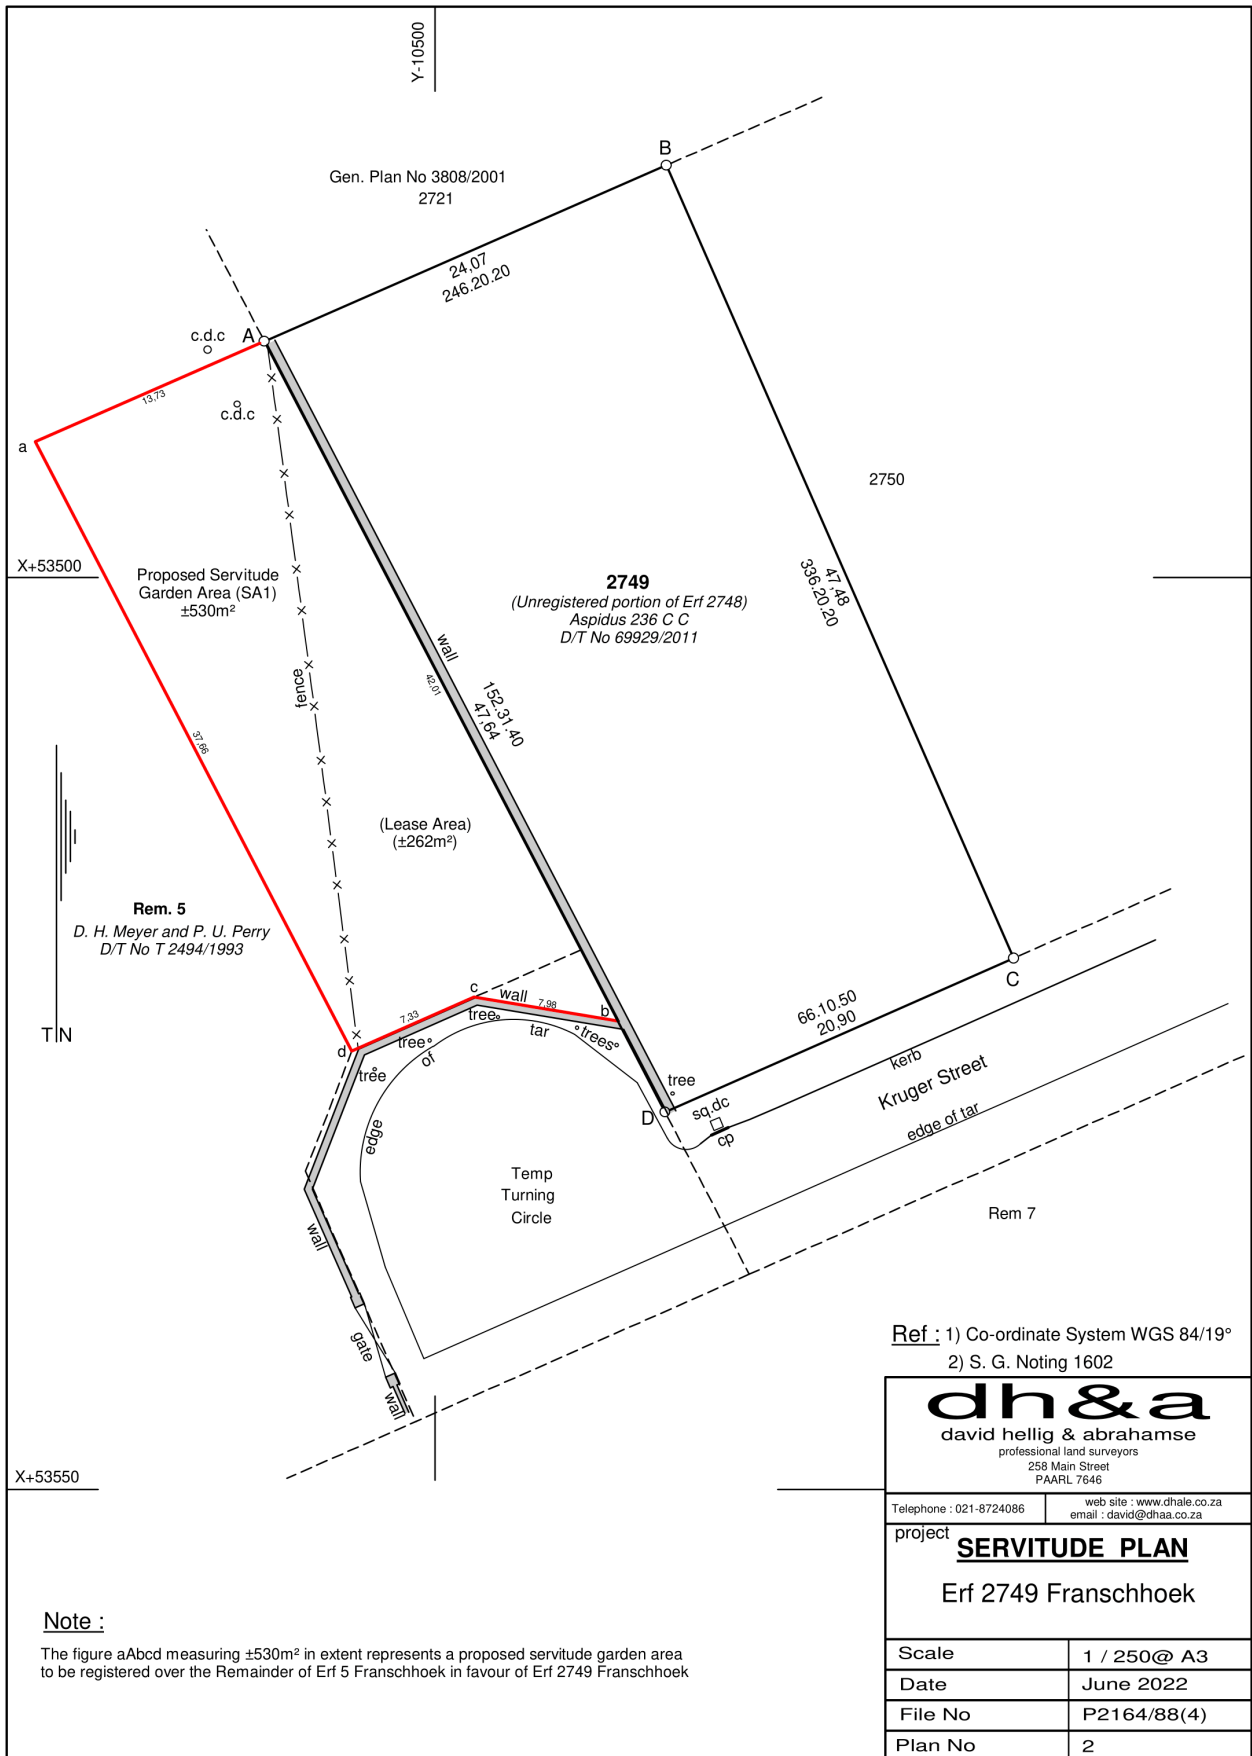 Y-10500
Gen. Plan No 3808/2001
2721
B
24,07
246.20.20
c.d.c
A
13,73
c.d.c
a
2750
X+53500
Proposed Servitude
Garden Area (SA1)
±530m²
2749
(Unregistered portion of Erf 2748)
Aspidus 236 C C
D/T No 69929/2011
47,48
336.20.20
wall
42,01
fence
152.31.40
47,64
37,66
(Lease Area)
(±262m²)
Rem. 5
D. H. Meyer and P. U. Perry
D/T No T 2494/1993
T N
c
wall
7,98
b
7,33
tree
tree
tar
trees
of
d
tree
tree
C
66.10.50
20,90
kerb
Kruger Street
edge of tar
D
sq.dc
cp
edge
Temp
Turning
Circle
Rem 7
wall
gate
wall
Ref : 1) Co-ordinate System WGS 84/19°
2) S. G. Noting 1602
dh&a
david hellig & abrahamse
professional land surveyors
258 Main Street
PAARL 7646
X+53550
Telephone : 021-8724086
web site : www.dhale.co.za
email : david@dhaa.co.za
project
SERVITUDE PLAN
Erf 2749 Franschhoek
Note :
The figure aAbcd measuring ±530m² in extent represents a proposed servitude garden area
to be registered over the Remainder of Erf 5 Franschhoek in favour of Erf 2749 Franschhoek
Scale 1 / 250@ A3
Date June 2022
File No P2164/88(4)
Plan No 2